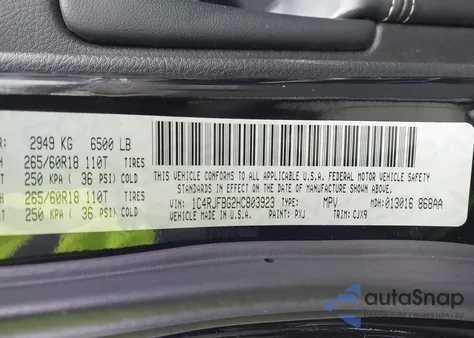 R: 2949 KG 6500 LB
H 265/60R18 110T TIRES
250 KPA ( 36 PSI) COLD
H 265/60R18 110T TIRES
250 KPA ( 36 PSI) COLD
THIS VEHICLE CONFORMS TO ALL APPLICABLE U.S.A. FEDERAL MOTOR VEHICLE SAFETY
STANDARDS IN EFFECT ON THE DATE OF MANUFACTURE SHOWN ABOVE.
VIN: 1C4RJFBG2HC803923 TYPE: MPV MDH: 013016 868AA
MADE IN U.S.A. PAINT: PXJ TRIM: CJX9
autoSnap